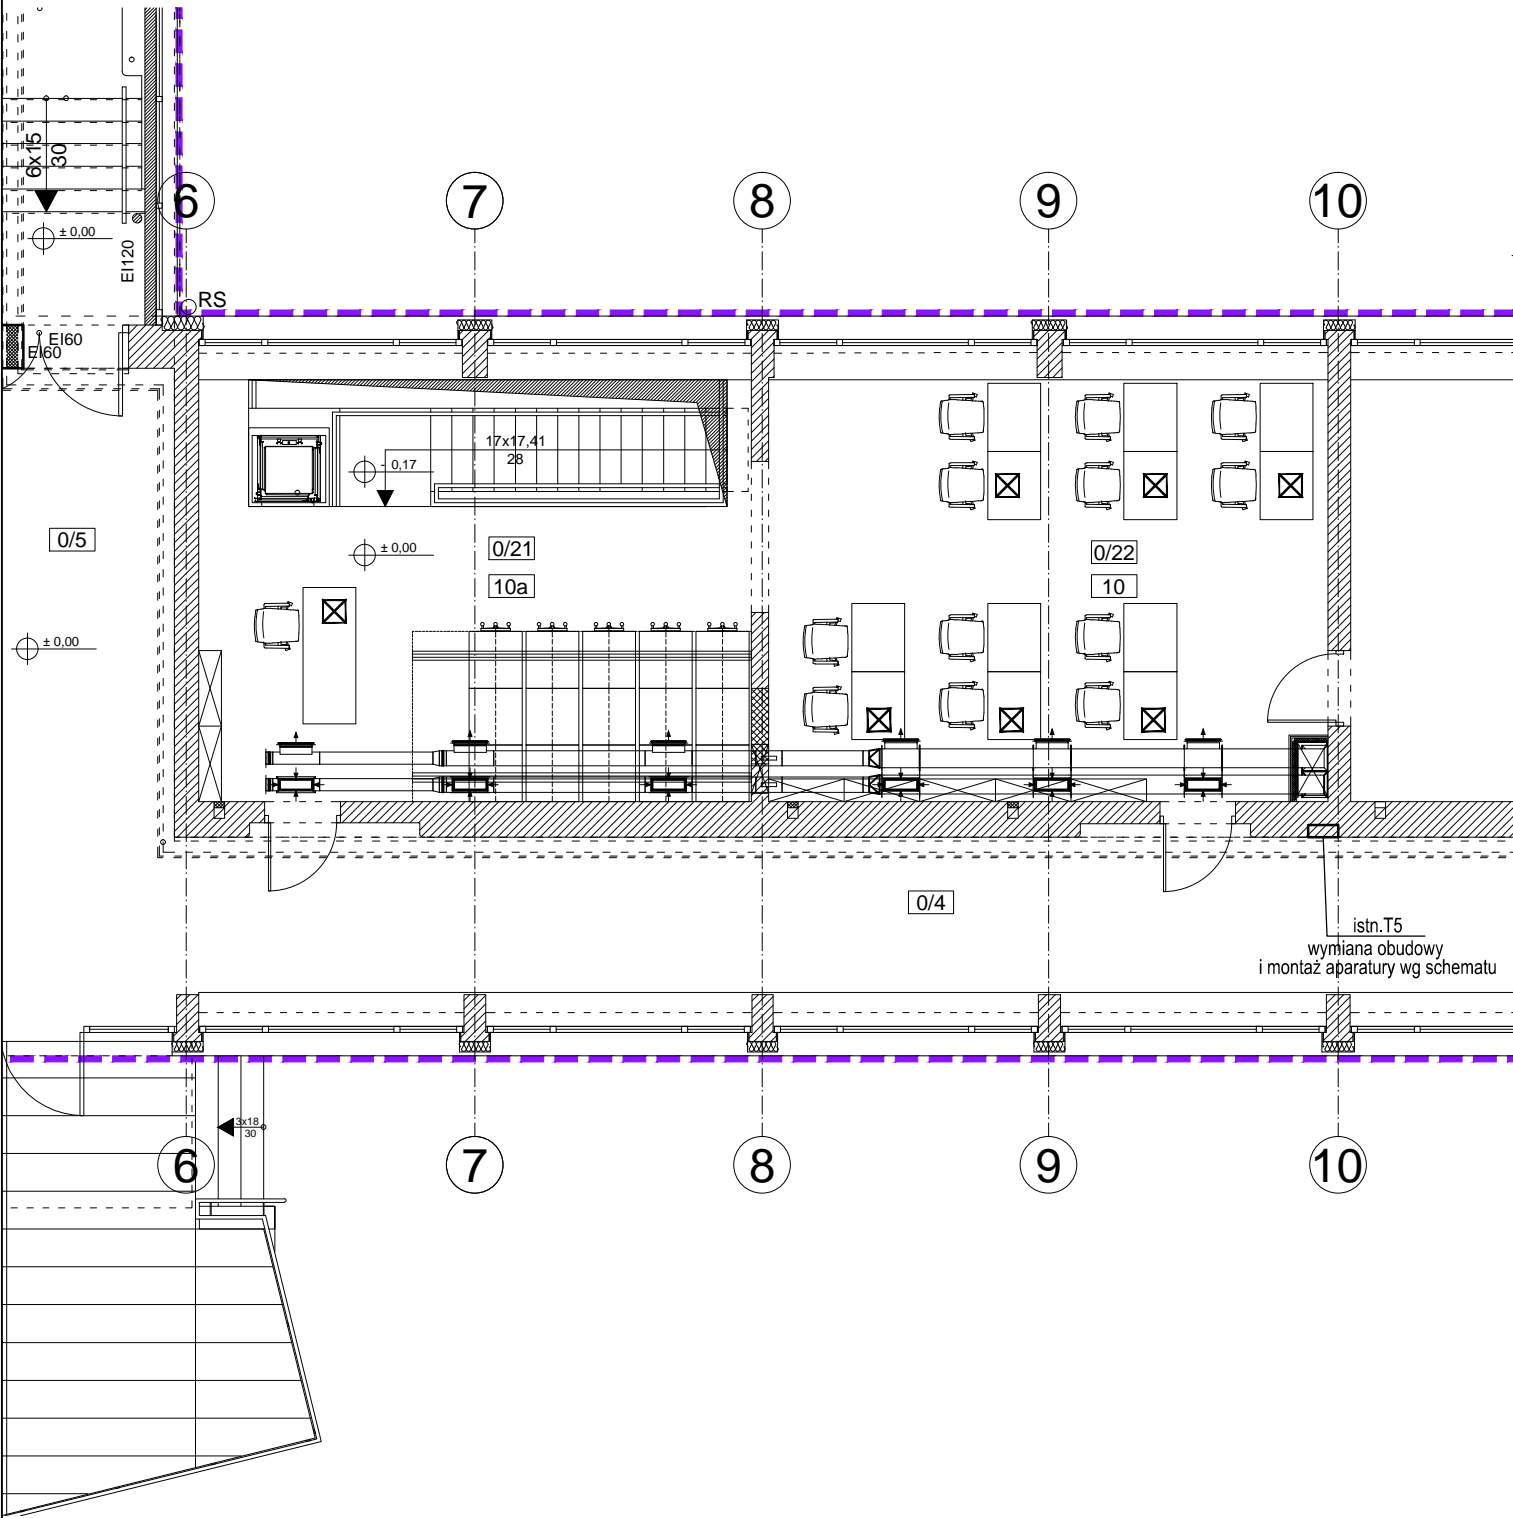 6x15
30
± 0,00
EI120
6
7
8
9
10
RS
EI60
EI60
17x17,41
28
- 0,17
± 0,00
0/21
10a
0/22
10
0/5
± 0,00
0/4
istn.T5
wymiana obudowy
i montaż aparatury wg schematu
3x18
30
6
7
8
9
10